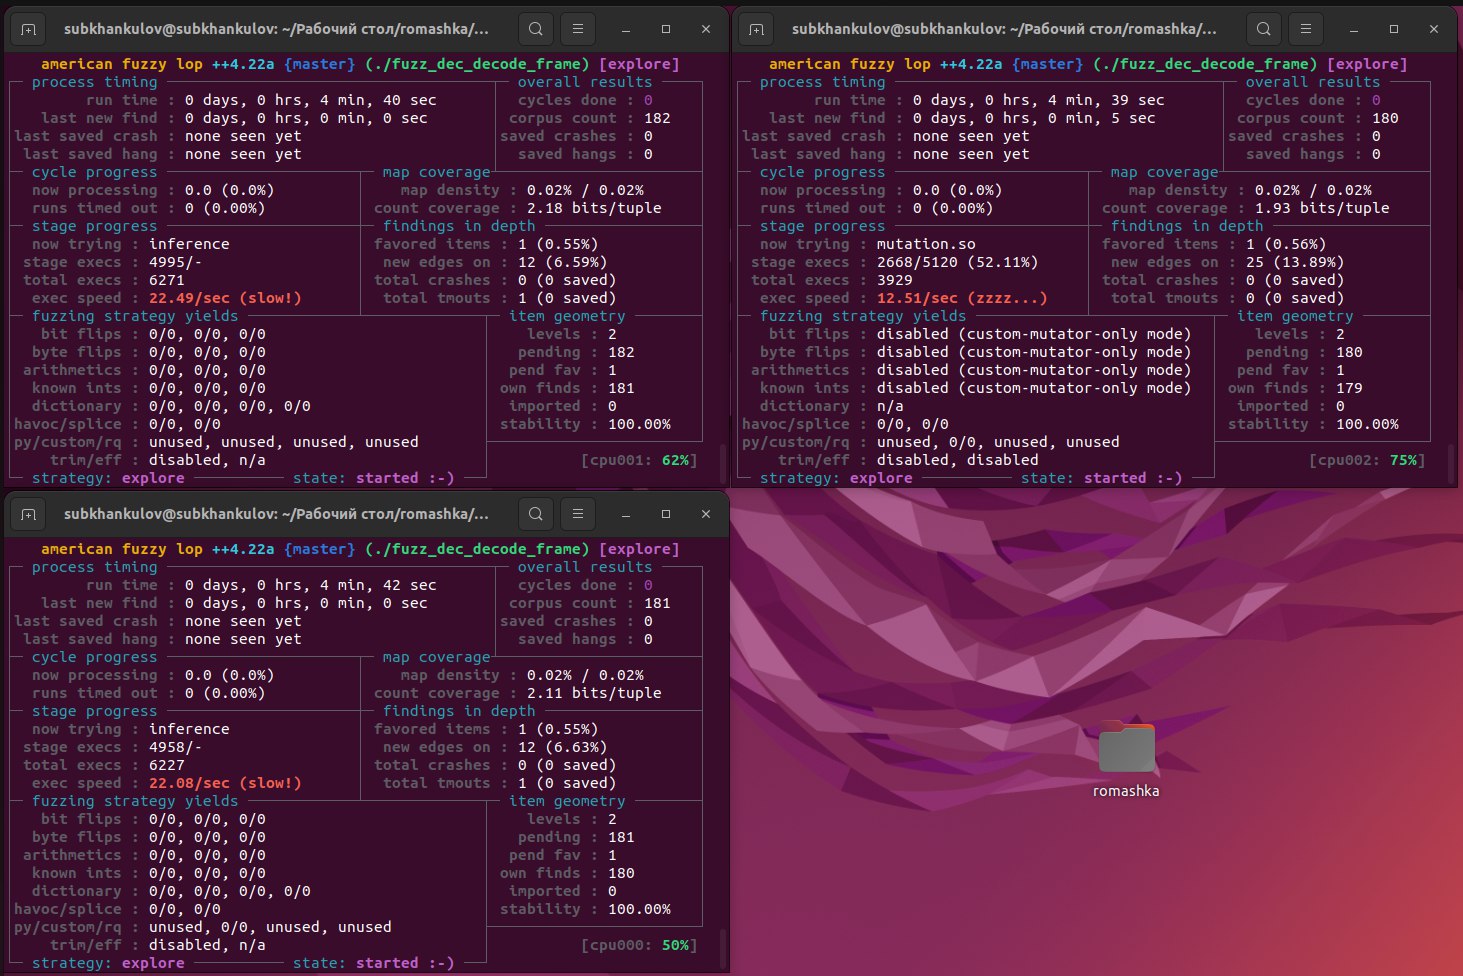 subkhankulov@subkhankulov: ~/Рабочий стол/romashka/...
american fuzzy lop ++4.22a {master} (./fuzz_dec_decode_frame) [explore]
process timing overall results
run time : 0 days, 0 hrs, 4 min, 40 sec cycles done : 0
last new find : 0 days, 0 hrs, 0 min, 0 sec corpus count : 182
last saved crash : none seen yet saved crashes : 0
last saved hang : none seen yet saved hangs : 0
cycle progress map coverage
now processing : 0.0 (0.0%) map density : 0.02% / 0.02%
runs timed out : 0 (0.00%) count coverage : 2.18 bits/tuple
stage progress findings in depth
now trying : inference favored items : 1 (0.55%)
stage execs : 4995/- new edges on : 12 (6.59%)
total execs : 6271 total crashes : 0 (0 saved)
exec speed : 22.49/sec (slow!) total tmouts : 1 (0 saved)
fuzzing strategy yields item geometry
bit flips : 0/0, 0/0, 0/0 levels : 2
byte flips : 0/0, 0/0, 0/0 pending : 182
arithmetics : 0/0, 0/0, 0/0 pend fav : 1
known ints : 0/0, 0/0, 0/0 own finds : 181
dictionary : 0/0, 0/0, 0/0, 0/0 imported : 0
havoc/splice : 0/0, 0/0 stability : 100.00%
py/custom/rq : unused, unused, unused, unused
trim/eff : disabled, n/a [cpu001: 62%]
strategy: explore state: started :-)
subkhankulov@subkhankulov: ~/Рабочий стол/romashka/...
american fuzzy lop ++4.22a {master} (./fuzz_dec_decode_frame) [explore]
process timing overall results
run time : 0 days, 0 hrs, 4 min, 39 sec cycles done : 0
last new find : 0 days, 0 hrs, 0 min, 5 sec corpus count : 180
last saved crash : none seen yet saved crashes : 0
last saved hang : none seen yet saved hangs : 0
cycle progress map coverage
now processing : 0.0 (0.0%) map density : 0.02% / 0.02%
runs timed out : 0 (0.00%) count coverage : 1.93 bits/tuple
stage progress findings in depth
now trying : mutation.so favored items : 1 (0.56%)
stage execs : 2668/5120 (52.11%) new edges on : 25 (13.89%)
total execs : 3929 total crashes : 0 (0 saved)
exec speed : 12.51/sec (zzzz...) total tmouts : 0 (0 saved)
fuzzing strategy yields item geometry
bit flips : disabled (custom-mutator-only mode) levels : 2
byte flips : disabled (custom-mutator-only mode) pending : 180
arithmetics : disabled (custom-mutator-only mode) pend fav : 1
known ints : disabled (custom-mutator-only mode) own finds : 179
dictionary : n/a imported : 0
havoc/splice : 0/0, 0/0 stability : 100.00%
py/custom/rq : unused, 0/0, unused, unused
trim/eff : disabled, disabled [cpu002: 75%]
strategy: explore state: started :-)
subkhankulov@subkhankulov: ~/Рабочий стол/romashka/...
american fuzzy lop ++4.22a {master} (./fuzz_dec_decode_frame) [explore]
process timing overall results
run time : 0 days, 0 hrs, 4 min, 42 sec cycles done : 0
last new find : 0 days, 0 hrs, 0 min, 0 sec corpus count : 181
last saved crash : none seen yet saved crashes : 0
last saved hang : none seen yet saved hangs : 0
cycle progress map coverage
now processing : 0.0 (0.0%) map density : 0.02% / 0.02%
runs timed out : 0 (0.00%) count coverage : 2.11 bits/tuple
stage progress findings in depth
now trying : inference favored items : 1 (0.55%)
stage execs : 4958/- new edges on : 12 (6.63%)
total execs : 6227 total crashes : 0 (0 saved)
exec speed : 22.08/sec (slow!) total tmouts : 1 (0 saved)
fuzzing strategy yields item geometry
bit flips : 0/0, 0/0, 0/0 levels : 2
byte flips : 0/0, 0/0, 0/0 pending : 181
arithmetics : 0/0, 0/0, 0/0 pend fav : 1
known ints : 0/0, 0/0, 0/0 own finds : 180
dictionary : 0/0, 0/0, 0/0, 0/0 imported : 0
havoc/splice : 0/0, 0/0 stability : 100.00%
py/custom/rq : unused, 0/0, unused, unused
trim/eff : disabled, n/a [cpu000: 50%]
strategy: explore state: started :-)
romashka